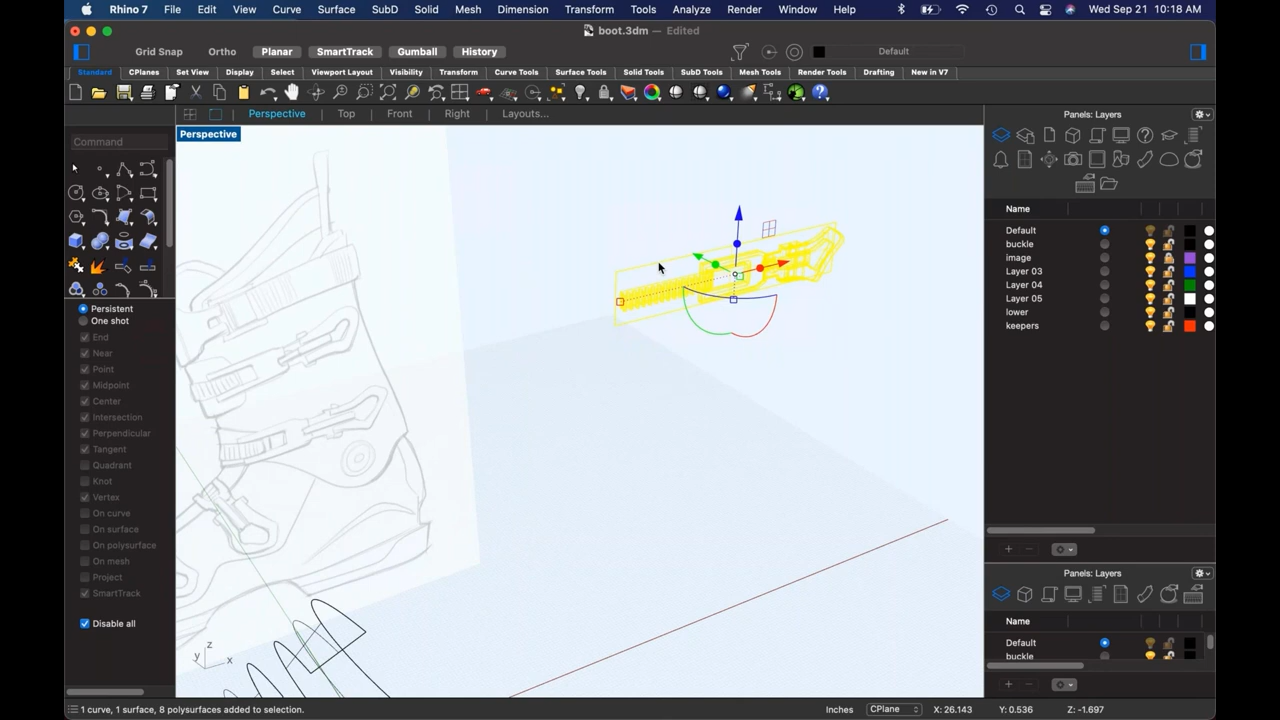 Rhino 7 File Edit View Curve Surface SubD Solid Mesh Dimension Transform Tools Analyze Render Window Help Wed Sep 21 10:18 AM
boot.3dm — Edited
Grid Snap Ortho Planar SmartTrack Gumball History Default
Standard CPlanes Set View Display Select Viewport Layout Visibility Transform Curve Tools Surface Tools Solid Tools SubD Tools Mesh Tools Render Tools Drafting New in V7
Perspective Top Front Right Layouts...
Panels: Layers
Perspective
Command
Name
Default
buckle
image
Layer 03
Layer 04
Layer 05
lower
keepers
Persistent
One shot
End
Near
Point
Midpoint
Center
Intersection
Perpendicular
Tangent
Quadrant
Knot
Vertex
On curve
On surface
On polysurface
On mesh
Project
SmartTrack
Disable all
Panels: Layers
Name
Default
buckle
z
y
x
1 curve, 1 surface, 8 polysurfaces added to selection. Inches CPlane X: 26.143 Y: 0.536 Z: -1.697